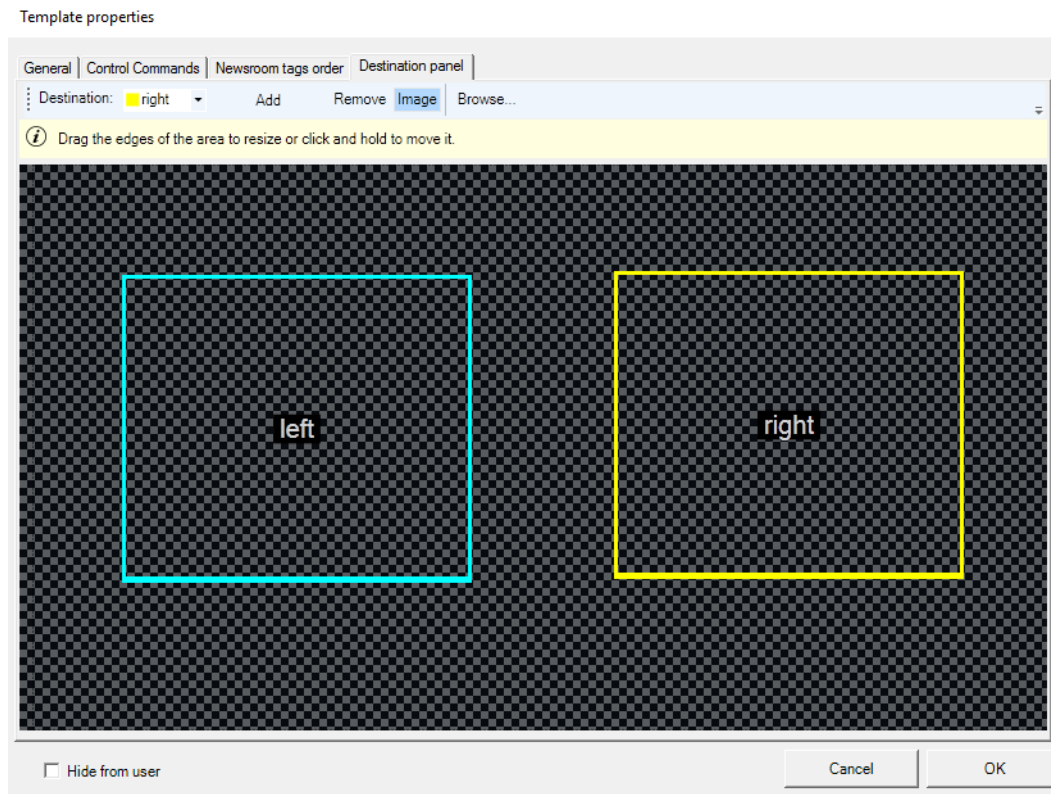 Template properties
General Control Commands Newsroom tags order Destination panel
Destination: right Add Remove Image Browse...
Drag the edges of the area to resize or click and hold to move it.
left right
Hide from user Cancel OK